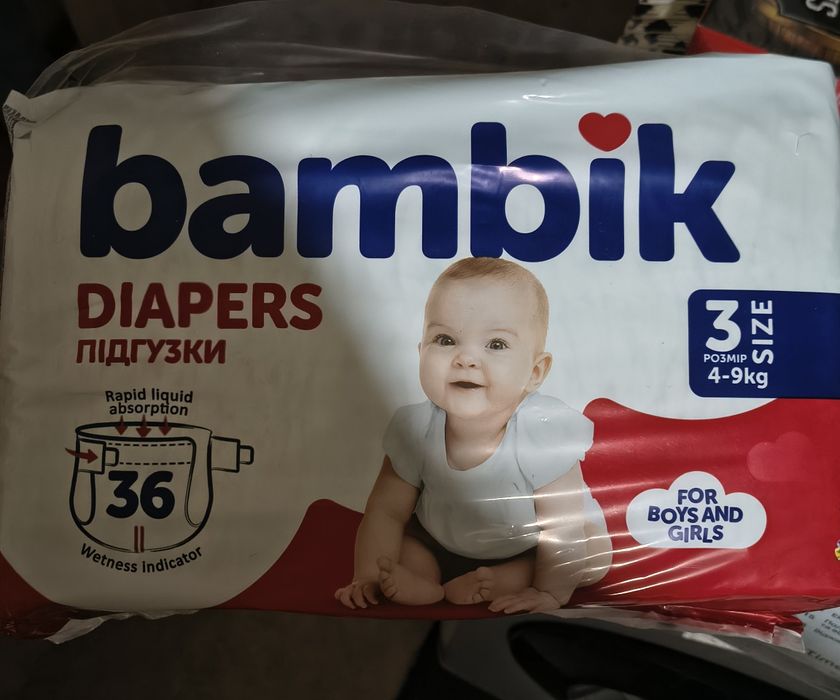 bambik
DIAPERS
ПІДГУЗКИ
3
SIZE
РОЗМІР
4-9kg
Rapid liquid
absorption
36
Wetness indicator
FOR
BOYS AND
GIRLS